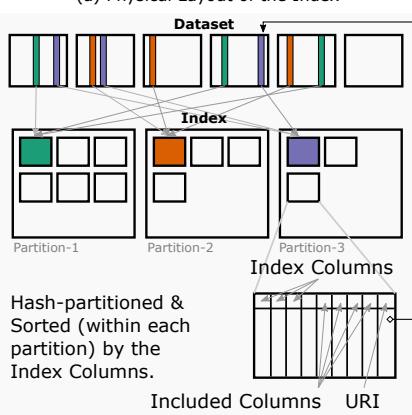 (a) Physical Layout of the Index
Dataset
Index
Partition-1
Partition-2
Partition-3
Index Columns
Hash-partitioned &
Sorted (within each
partition) by the
Index Columns.
Included Columns
URI